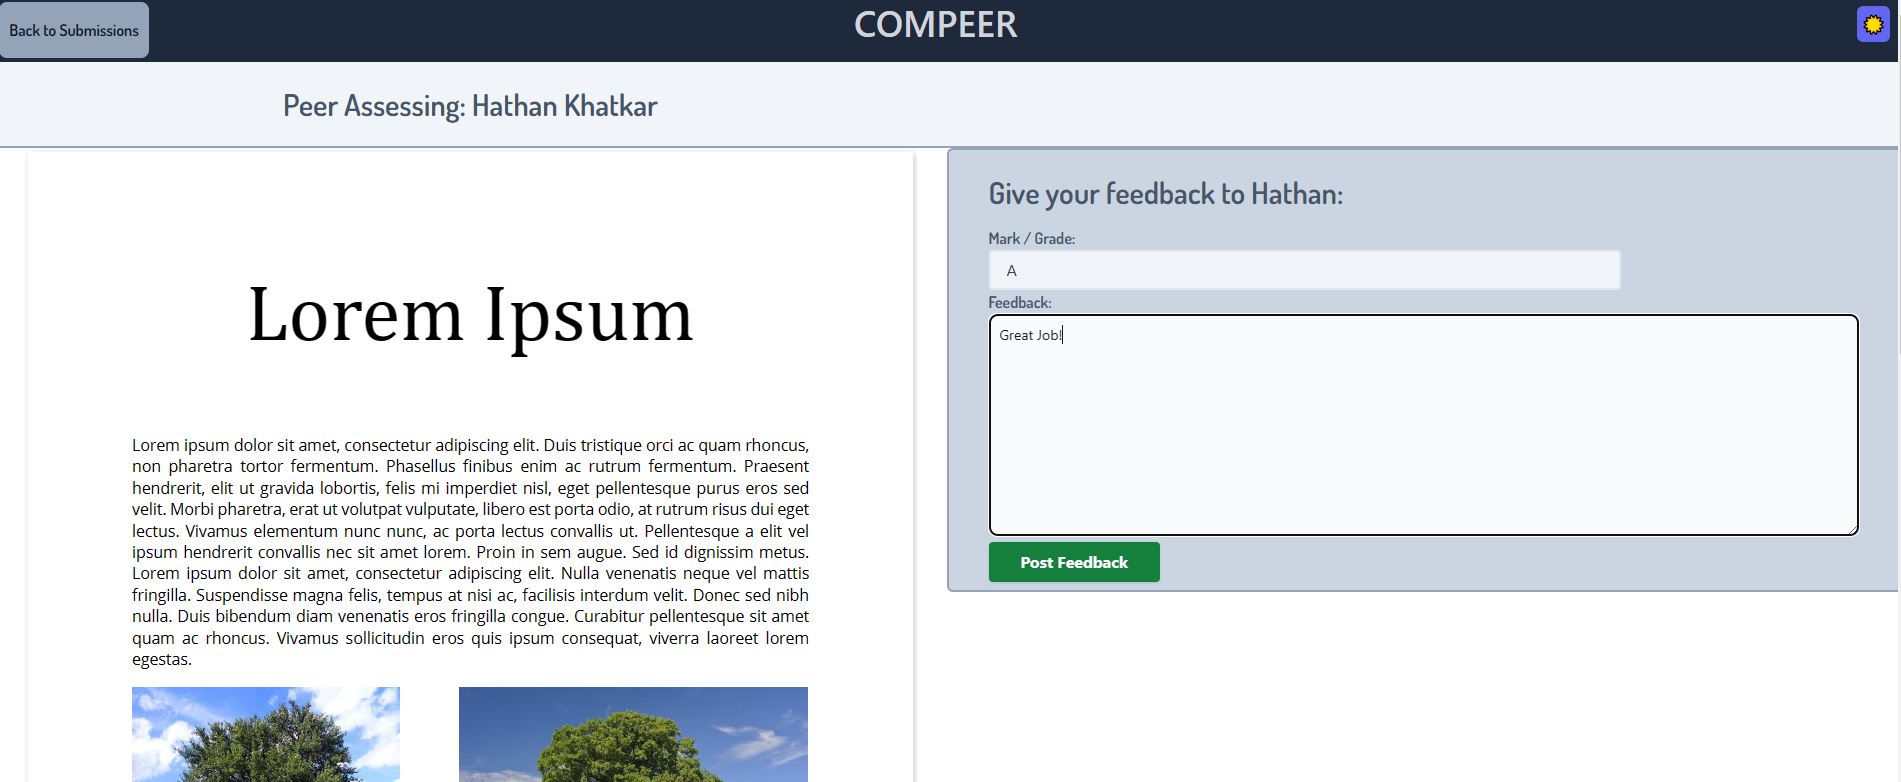 Back to Submissions
COMPEER
Peer Assessing: Hathan Khatkar
Lorem Ipsum
Lorem ipsum dolor sit amet, consectetur adipiscing elit. Duis tristique orci ac quam rhoncus,
non pharetra tortor fermentum. Phasellus finibus enim ac rutrum fermentum. Praesent
hendrerit, elit ut gravida lobortis, felis mi imperdiet nisl, eget pellentesque purus eros sed
velit. Morbi pharetra, erat ut volutpat vulputate, libero est porta odio, at rutrum risus dui eget
lectus. Vivamus elementum nunc nunc, ac porta lectus convallis ut. Pellentesque a elit vel
ipsum hendrerit convallis nec sit amet lorem. Proin in sem augue. Sed id dignissim metus.
Lorem ipsum dolor sit amet, consectetur adipiscing elit. Nulla venenatis neque vel mattis
fringilla. Suspendisse magna felis, tempus at nisi ac, facilisis interdum velit. Donec sed nibh
nulla. Duis bibendum diam venenatis eros fringilla congue. Curabitur pellentesque sit amet
quam ac rhoncus. Vivamus sollicitudin eros quis ipsum consequat, viverra laoreet lorem
egestas.
Give your feedback to Hathan:
Mark / Grade:
A
Feedback:
Great Job!
Post Feedback